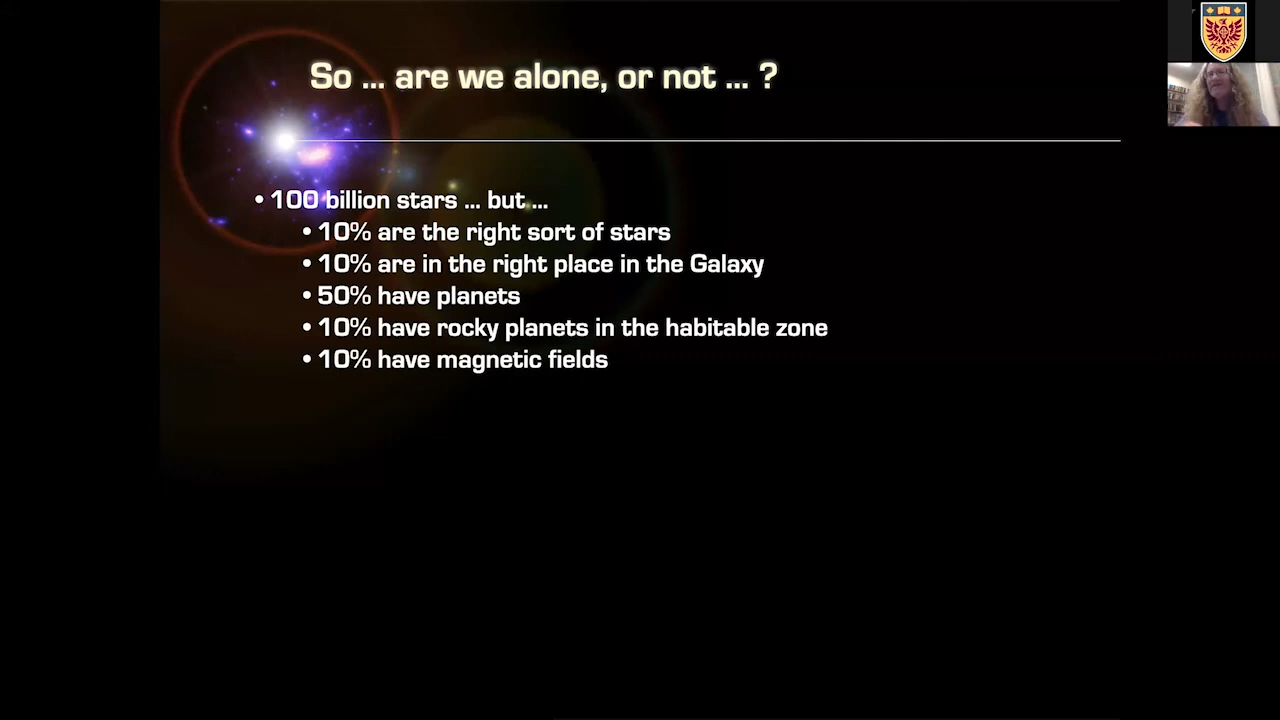 So ... are we alone, or not ... ?
• 100 billion stars ... but ...
• 10% are the right sort of stars
• 10% are in the right place in the Galaxy
• 50% have planets
• 10% have rocky planets in the habitable zone
• 10% have magnetic fields